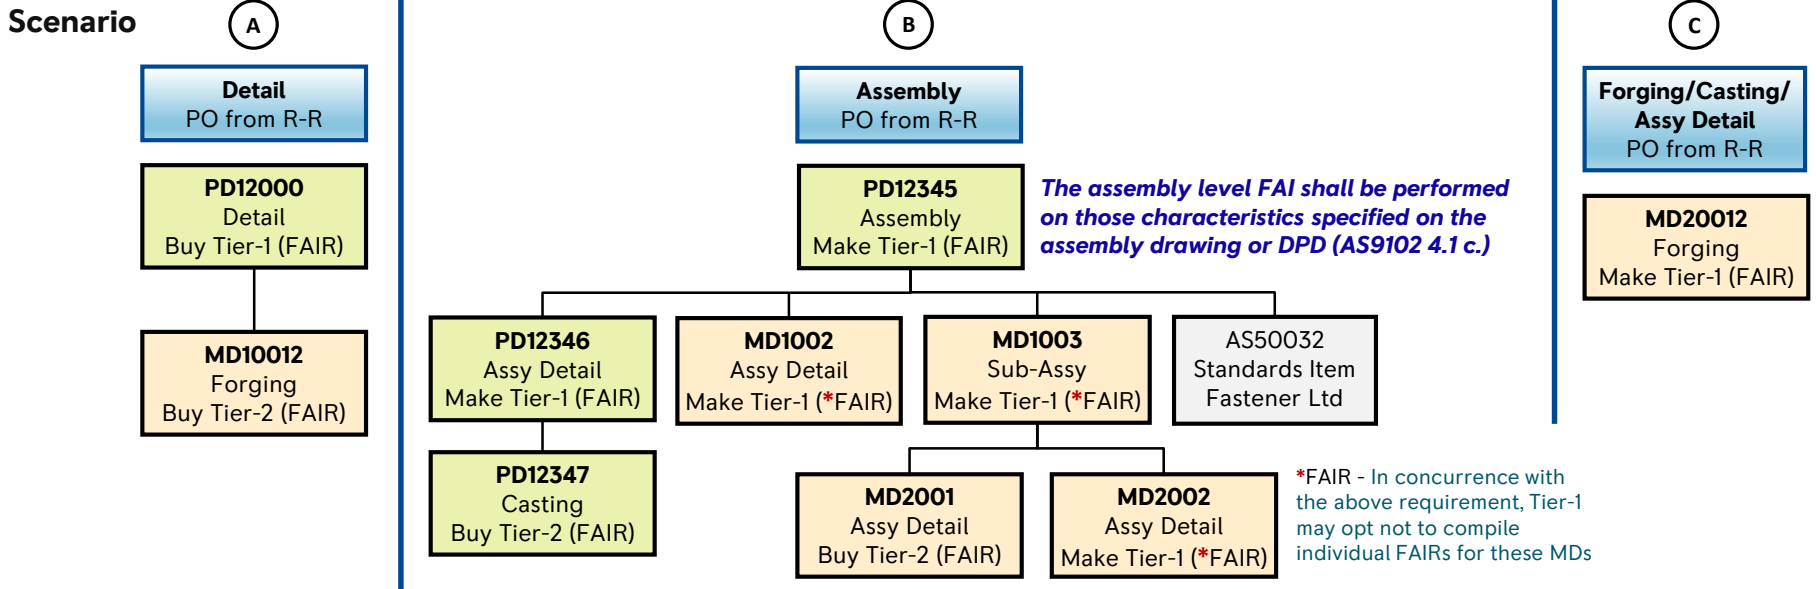 Scenario
A
Detail
PO from R-R
PD12000
Detail
Buy Tier-1 (FAIR)
MD10012
Forging
Buy Tier-2 (FAIR)
B
Assembly
PO from R-R
PD12345
Assembly
Make Tier-1 (FAIR)
The assembly level FAI shall be performed
on those characteristics specified on the
assembly drawing or DPD (AS9102 4.1 c.)
PD12346
Assy Detail
Make Tier-1 (FAIR)
MD1002
Assy Detail
Make Tier-1 (*FAIR)
MD1003
Sub-Assy
Make Tier-1 (*FAIR)
AS50032
Standards Item
Fastener Ltd
PD12347
Casting
Buy Tier-2 (FAIR)
MD2001
Assy Detail
Buy Tier-2 (FAIR)
MD2002
Assy Detail
Make Tier-1 (*FAIR)
*FAIR - In concurrence with
the above requirement, Tier-1
may opt not to compile
individual FAIRs for these MDs
C
Forging/Casting/
Assy Detail
PO from R-R
MD20012
Forging
Make Tier-1 (FAIR)